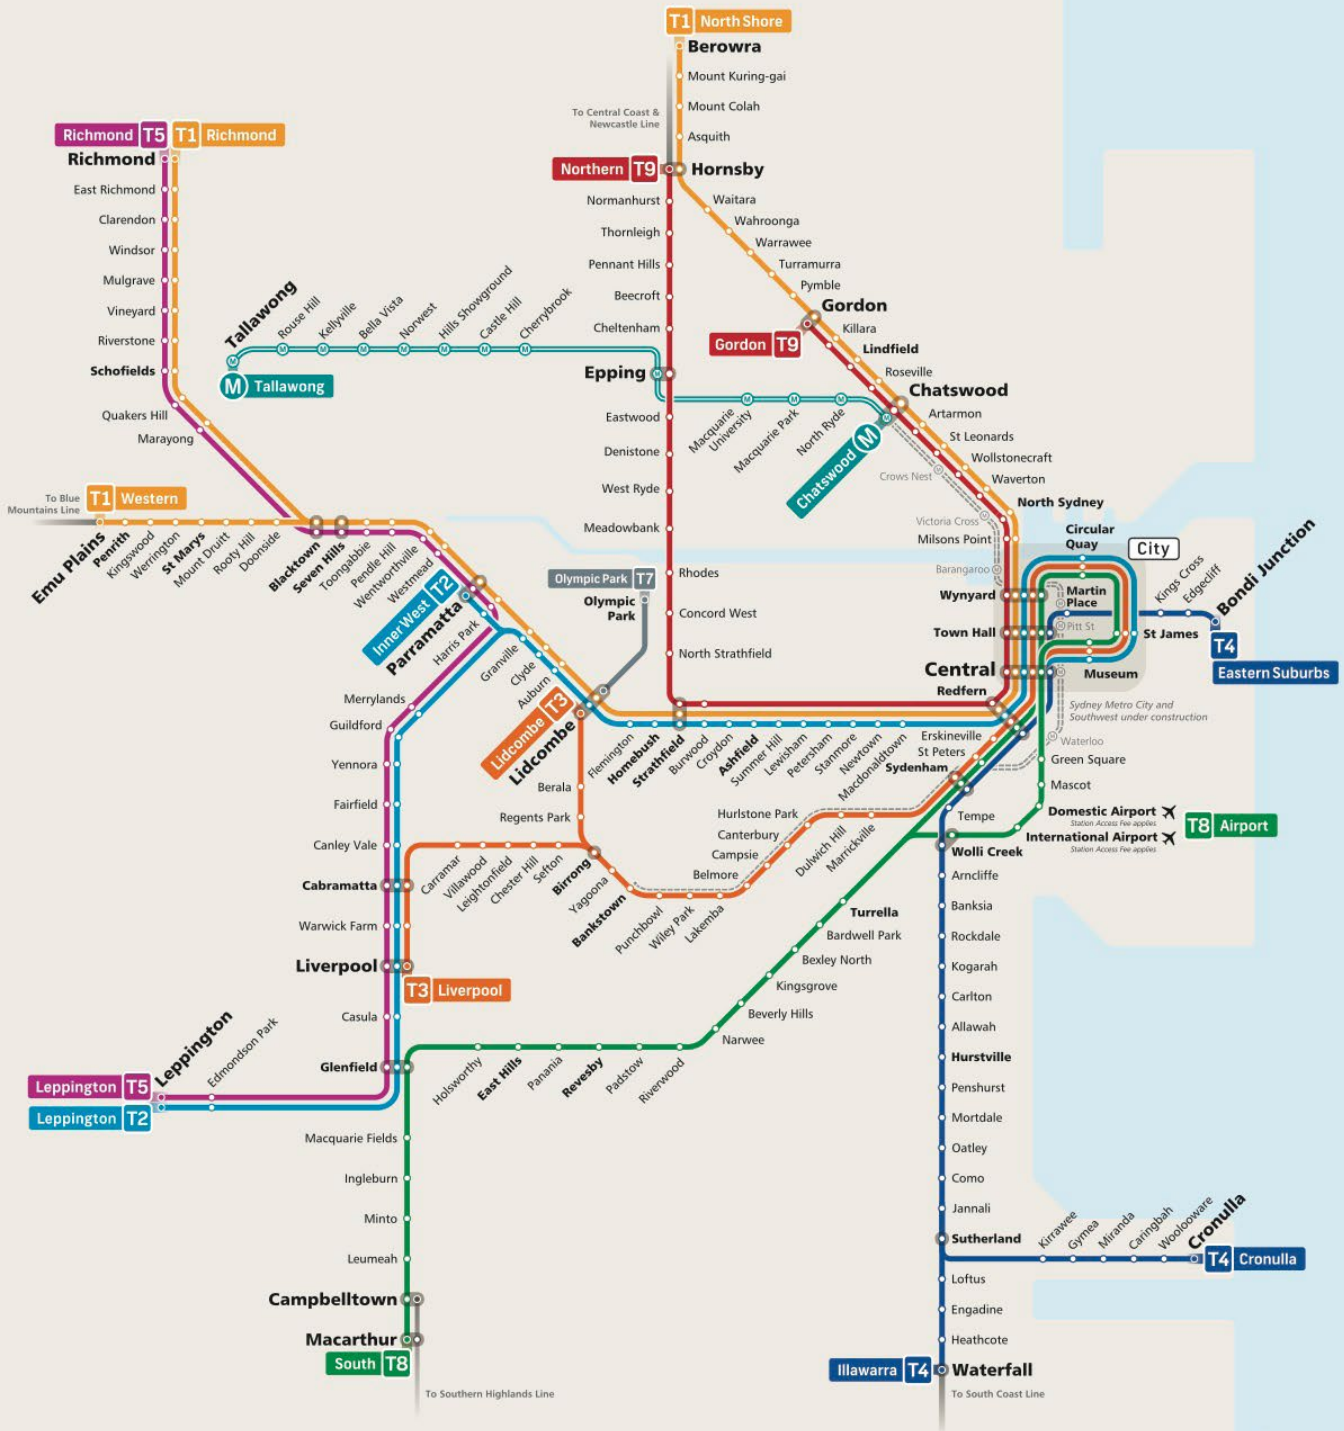 T1 North Shore
Berowra
Mount Kuring-gai
Mount Colah
Asquith
To Central Coast &
Newcastle Line
Northern T9
Hornsby
Richmond T5
T1 Richmond
Richmond
East Richmond
Clarendon
Windsor
Mulgrave
Vineyard
Riverstone
Schofields
Quakers Hill
Marayong
Normanhurst
Thornleigh
Pennant Hills
Beecroft
Cheltenham
Epping
Eastwood
Denistone
West Ryde
Meadowbank
Rhodes
Concord West
North Strathfield
Waitara
Wahroonga
Warrawee
Turramurra
Pymble
Gordon
Gordon T9
Killara
Lindfield
Roseville
Chatswood
Artarmon
St Leonards
Wollstonecraft
Waverton
North Sydney
Milsons Point
Tallawong
Rouse Hill
Kellyville
Bella Vista
Norwest
Hills Showground
Castle Hill
Cherrybrook
M Tallawong
Macquarie
University
Macquarie Park
North Ryde
Chatswood M
Crows Nest
Victoria Cross
Barangaroo
To Blue
Mountains Line
T1 Western
Emu Plains
Penrith
Kingswood
Werrington
St Marys
Mount Druitt
Rooty Hill
Doonside
Blacktown
Seven Hills
Toongabbie
Pendle Hill
Wentworthville
Westmead
Inner West T2
Parramatta
Harris Park
Granville
Clyde
Auburn
Lidcombe T3
Lidcombe
Olympic Park T7
Olympic
Park
Flemington
Homebush
Strathfield
Burwood
Croydon
Ashfield
Summer Hill
Lewisham
Petersham
Stanmore
Newtown
Macdonaldtown
Circular
Quay
City
Wynyard
Martin
Place
Pitt St
Town Hall
St James
Central
Museum
Redfern
Kings Cross
Edgecliff
Bondi Junction
T4
Eastern Suburbs
Sydney Metro City and
Southwest under construction
Waterloo
Erskineville
St Peters
Sydenham
Green Square
Mascot
Domestic Airport
Station Access Fee applies
International Airport
Station Access Fee applies
T8 Airport
Tempe
Wolli Creek
Merrylands
Guildford
Yennora
Fairfield
Canley Vale
Cabramatta
Warwick Farm
Liverpool
T3 Liverpool
Casula
Glenfield
Berala
Regents Park
Carramar
Villawood
Leightonfield
Chester Hill
Sefton
Birrong
Yagoona
Bankstown
Punchbowl
Wiley Park
Lakemba
Belmore
Campsie
Canterbury
Hurlstone Park
Dulwich Hill
Marrickville
Turrella
Bardwell Park
Bexley North
Kingsgrove
Beverly Hills
Narwee
Riverwood
Padstow
Revesby
Panania
East Hills
Holsworthy
Leppington
Edmondson Park
Leppington T5
Leppington T2
Macquarie Fields
Ingleburn
Minto
Leumeah
Campbelltown
Macarthur
South T8
To Southern Highlands Line
Arncliffe
Banksia
Rockdale
Kogarah
Carlton
Allawah
Hurstville
Penshurst
Mortdale
Oatley
Como
Jannali
Sutherland
Kirrawee
Gymea
Miranda
Caringbah
Woolooware
Cronulla
T4 Cronulla
Loftus
Engadine
Heathcote
Illawarra T4
Waterfall
To South Coast Line